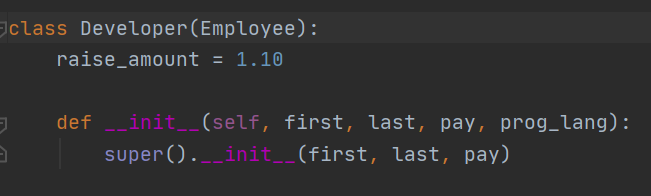 class Developer(Employee):
    raise_amount = 1.10
    def __init__(self, first, last, pay, prog_lang):
        super().__init__(first, last, pay)